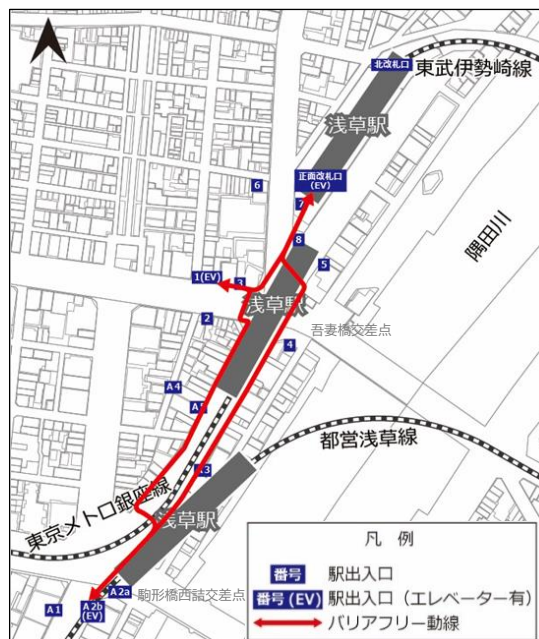 北改札口
東武伊勢崎線
浅草駅
正面改札口
(EV)
6
7
8
5
隅田川
1(EV)
3
浅草駅
2
吾妻橋交差点
4
A4
A5
都営浅草線
A3
東京メトロ銀座線
浅草駅
A2a
駒形橋西詰交差点
A1
A2b
(EV)
凡 例
番号 駅出入口
番号(EV) 駅出入口（エレベーター有）
バリアフリー動線